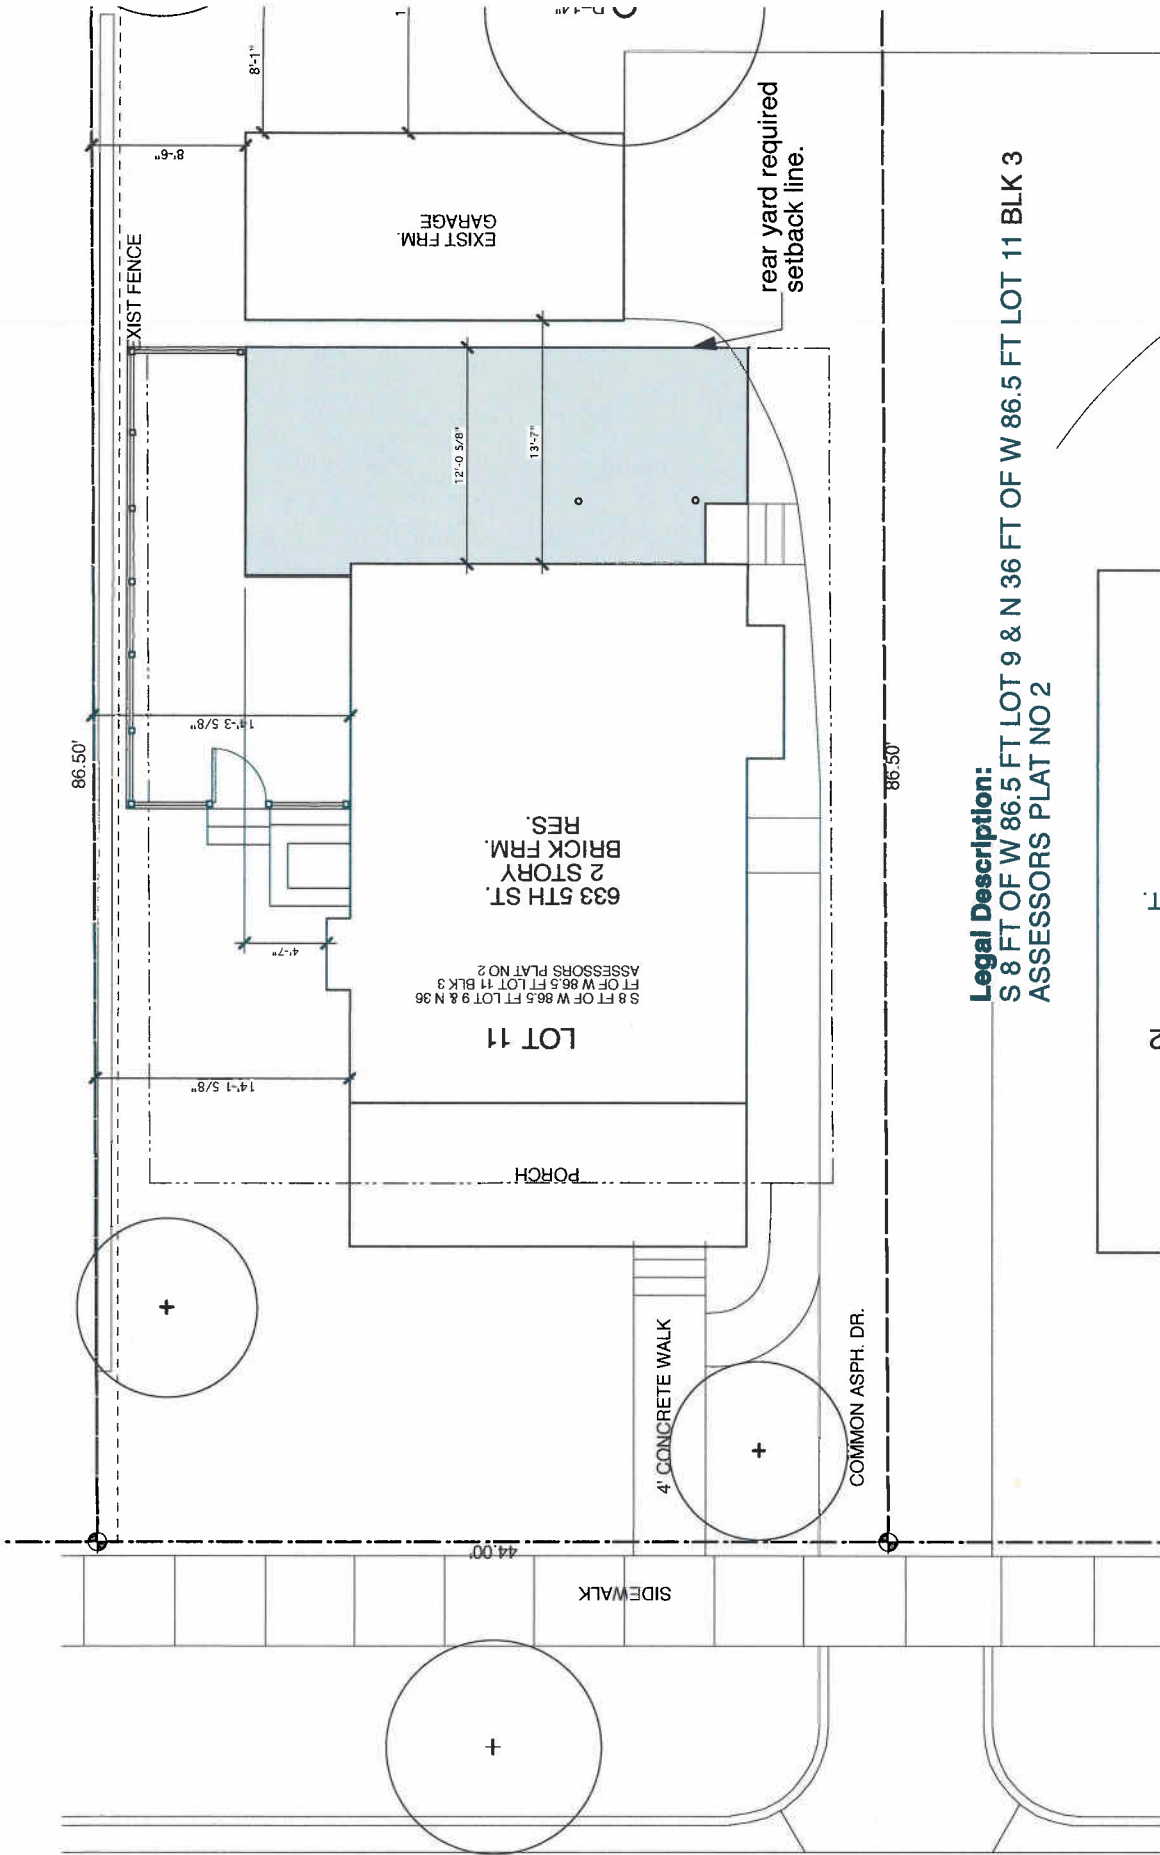 D=14"
8'-1"
1
8'-6"
EXIST FRM.
GARAGE
rear yard required
setback line.
XIST FENCE
12'-0 5/8"
13'-7"
14'-3 5/8"
86.50'
86.50'
633 5TH ST.
2 STORY
BRICK FRM.
RES.
4'-7"
LOT 11
S 8 FT OF W 86.5 FT LOT 9 & N 36
FT OF W 86.5 FT LOT 11 BLK 3
ASSESSORS PLAT NO 2
14'-1 5/8"
PORCH
4' CONCRETE WALK
COMMON ASPH. DR.
44.00'
SIDEWALK
Legal Description:
S 8 FT OF W 86.5 FT LOT 9 & N 36 FT OF W 86.5 FT LOT 11 BLK 3
ASSESSORS PLAT NO 2